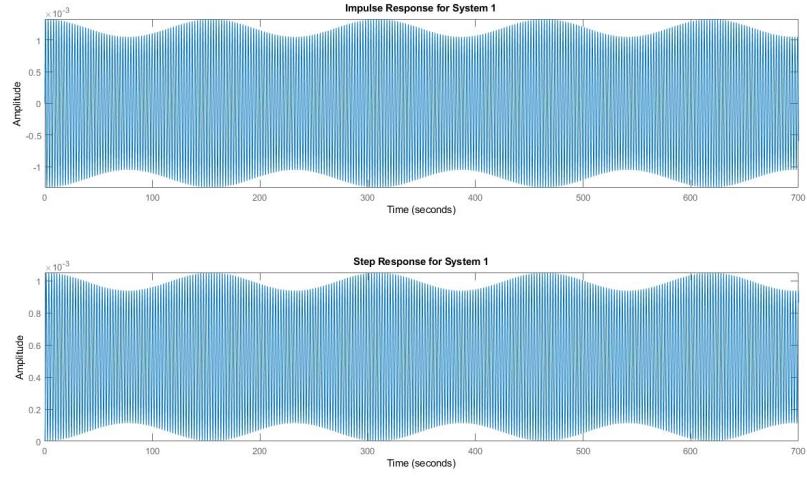 Impulse Response for System 1
×10-3
1
0.5
0
-0.5
-1
Amplitude
0 100 200 300 400 500 600 700
Time (seconds)
Step Response for System 1
×10-3
1
0.8
0.6
0.4
0.2
0
Amplitude
0 100 200 300 400 500 600 700
Time (seconds)